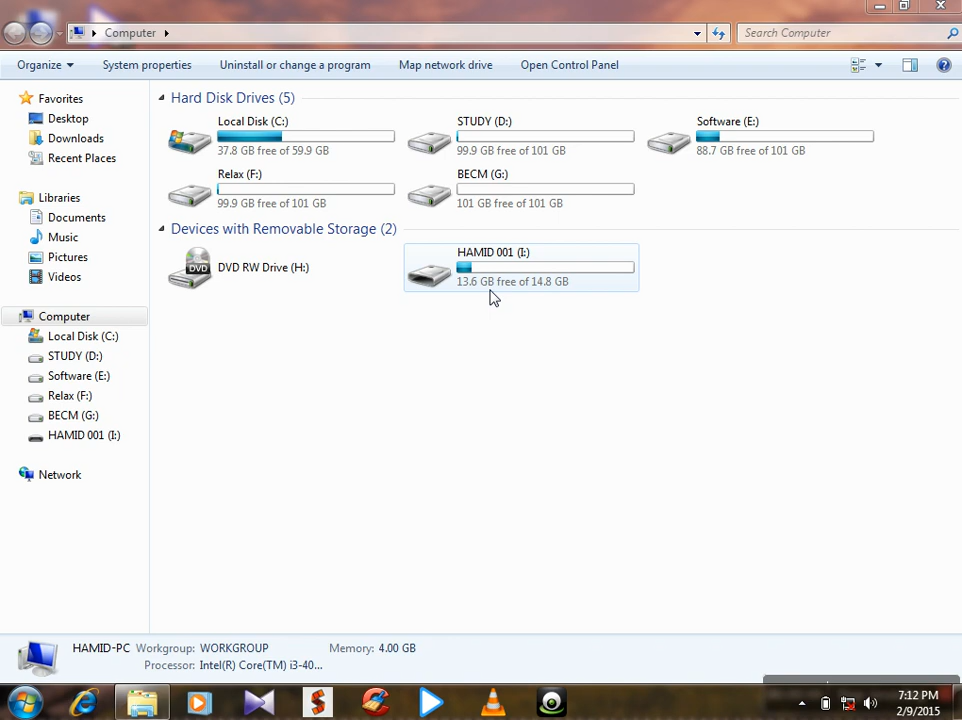 Computer
Search Computer
Organize
System properties
Uninstall or change a program
Map network drive
Open Control Panel
Favorites
Desktop
Downloads
Recent Places
Libraries
Documents
Music
Pictures
Videos
Computer
Local Disk (C:)
STUDY (D:)
Software (E:)
Relax (F:)
BECM (G:)
HAMID 001 (I:)
Network
Hard Disk Drives (5)
Local Disk (C:)
37.8 GB free of 59.9 GB
STUDY (D:)
99.9 GB free of 101 GB
Software (E:)
88.7 GB free of 101 GB
Relax (F:)
99.9 GB free of 101 GB
BECM (G:)
101 GB free of 101 GB
Devices with Removable Storage (2)
DVD
DVD RW Drive (H:)
HAMID 001 (I:)
13.6 GB free of 14.8 GB
HAMID-PC Workgroup: WORKGROUP Memory: 4.00 GB
Processor: Intel(R) Core(TM) i3-40...
7:12 PM
2/9/2015